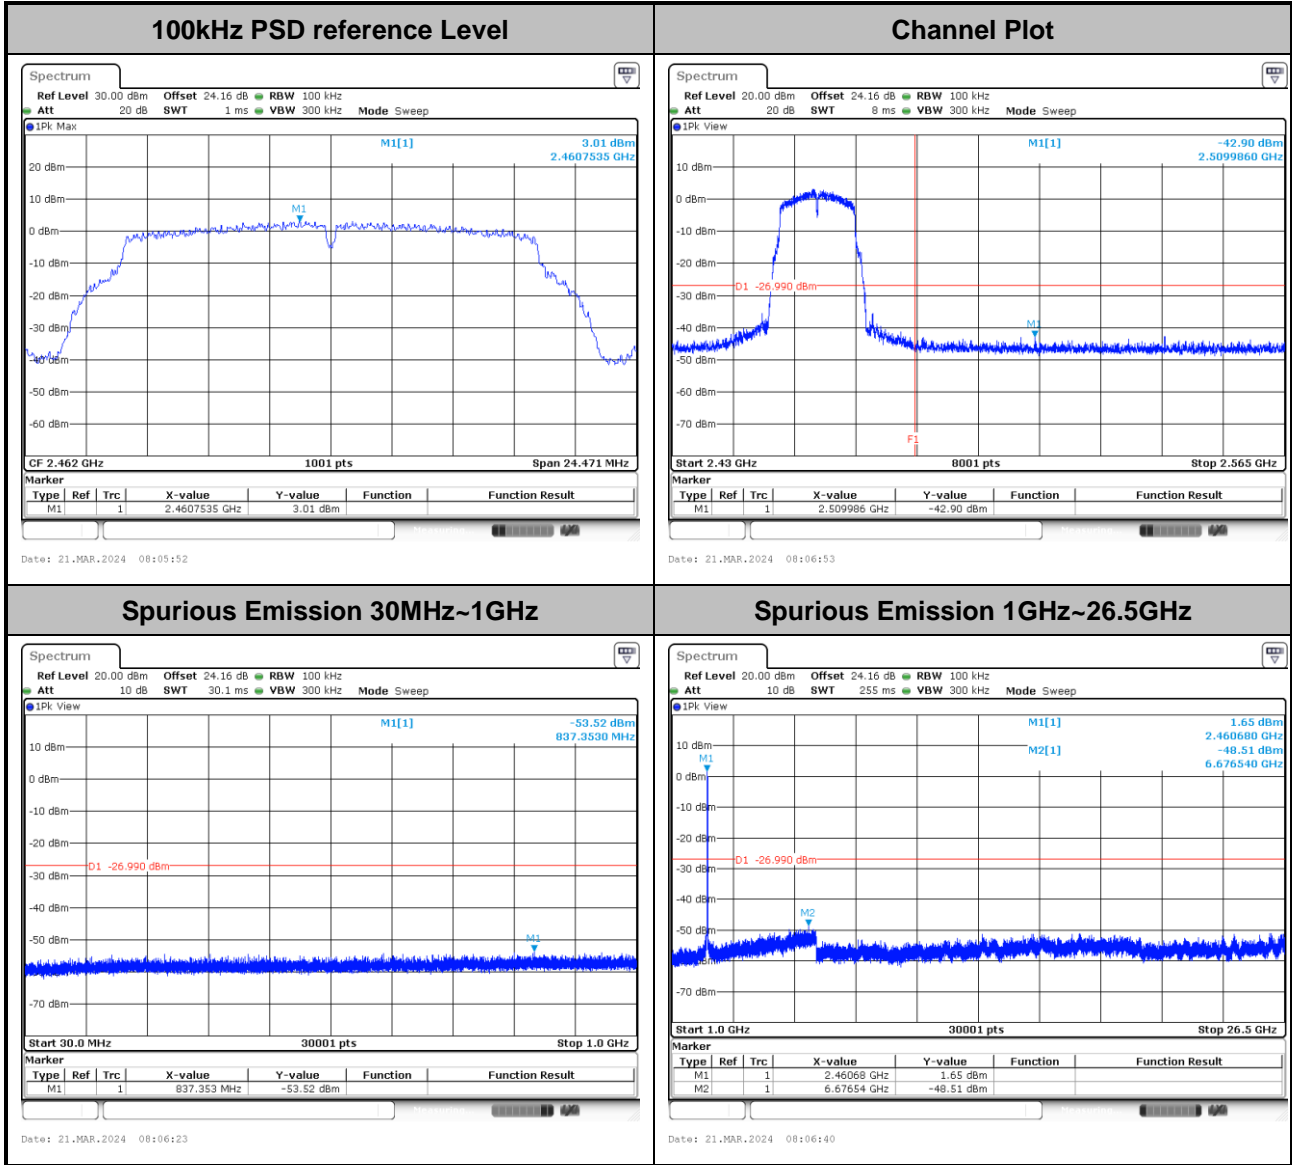 100kHz PSD reference Level
Spectrum
Ref Level 30.00 dBm Offset 24.16 dB RBW 100 kHz
Att 20 dB SWT 1 ms VBW 300 kHz Mode Sweep
1Pk Max
M1[1] 3.01 dBm
2.4607535 GHz
20 dBm
10 dBm
M1
0 dBm
-10 dBm
-20 dBm
-30 dBm
-40 dBm
-50 dBm
-60 dBm
CF 2.462 GHz 1001 pts Span 24.471 MHz
Marker
Type Ref Trc X-value Y-value Function Function Result
M1 1 2.4607535 GHz 3.01 dBm
Date: 21.MAR.2024 08:05:52
Channel Plot
Spectrum
Ref Level 20.00 dBm Offset 24.16 dB RBW 100 kHz
Att 20 dB SWT 8 ms VBW 300 kHz Mode Sweep
1Pk View
M1[1] -42.90 dBm
2.5099860 GHz
10 dBm
0 dBm
-10 dBm
-20 dBm
D1 -26.990 dBm
-30 dBm
M1
-40 dBm
-50 dBm
-60 dBm
-70 dBm
F1
Start 2.43 GHz 8001 pts Stop 2.565 GHz
Marker
Type Ref Trc X-value Y-value Function Function Result
M1 1 2.509986 GHz -42.90 dBm
Date: 21.MAR.2024 08:06:53
Spurious Emission 30MHz~1GHz
Spectrum
Ref Level 20.00 dBm Offset 24.16 dB RBW 100 kHz
Att 10 dB SWT 30.1 ms VBW 300 kHz Mode Sweep
1Pk View
M1[1] -53.52 dBm
837.3530 MHz
10 dBm
0 dBm
-10 dBm
-20 dBm
D1 -26.990 dBm
-30 dBm
-40 dBm
-50 dBm
M1
-70 dBm
Start 30.0 MHz 30001 pts Stop 1.0 GHz
Marker
Type Ref Trc X-value Y-value Function Function Result
M1 1 837.353 MHz -53.52 dBm
Date: 21.MAR.2024 08:06:23
Spurious Emission 1GHz~26.5GHz
Spectrum
Ref Level 20.00 dBm Offset 24.16 dB RBW 100 kHz
Att 10 dB SWT 255 ms VBW 300 kHz Mode Sweep
1Pk View
M1[1] 1.65 dBm
2.460680 GHz
M2[1] -48.51 dBm
6.676540 GHz
10 dBm
M1
0 dBm
-10 dBm
-20 dBm
D1 -26.990 dBm
-30 dBm
-40 dBm
M2
-50 dBm
-70 dBm
Start 1.0 GHz 30001 pts Stop 26.5 GHz
Marker
Type Ref Trc X-value Y-value Function Function Result
M1 1 2.46068 GHz 1.65 dBm
M2 1 6.67654 GHz -48.51 dBm
Date: 21.MAR.2024 08:06:40